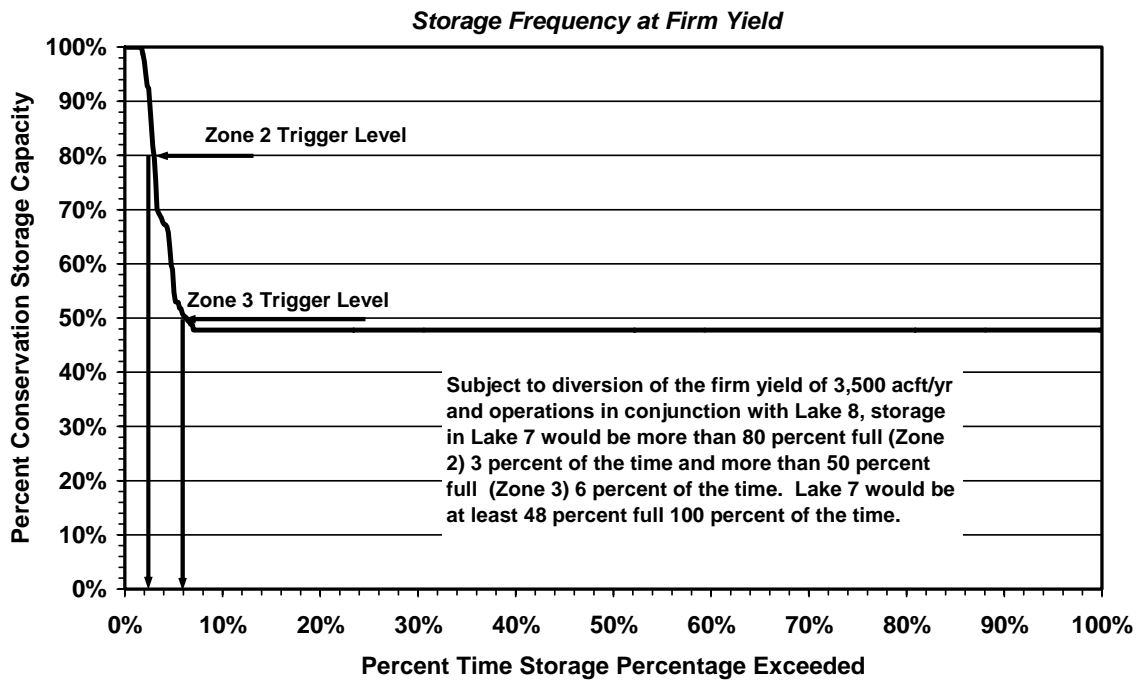 Storage Frequency at Firm Yield
100%
90%
80%
70%
60%
50%
40%
30%
20%
10%
0%
Percent Conservation Storage Capacity
Zone 2 Trigger Level
Zone 3 Trigger Level
Subject to diversion of the firm yield of 3,500 acft/yr
and operations in conjunction with Lake 8, storage
in Lake 7 would be more than 80 percent full (Zone
2) 3 percent of the time and more than 50 percent
full (Zone 3) 6 percent of the time. Lake 7 would be
at least 48 percent full 100 percent of the time.
0% 10% 20% 30% 40% 50% 60% 70% 80% 90% 100%
Percent Time Storage Percentage Exceeded